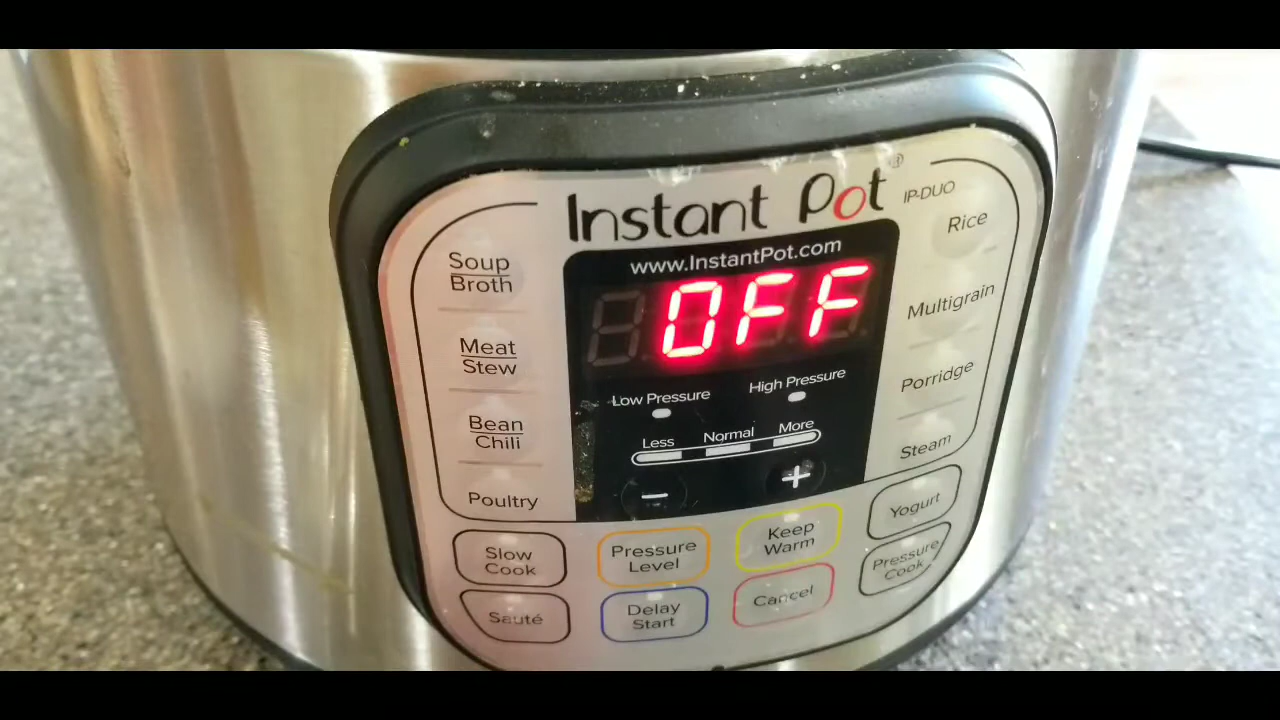 Instant Pot® IP-DUO
www.InstantPot.com
OFF
Low Pressure
High Pressure
Less
Normal
More
−
+
Soup
Broth
Meat
Stew
Bean
Chili
Poultry
Rice
Multigrain
Porridge
Steam
Slow
Cook
Pressure
Level
Keep
Warm
Yogurt
Sauté
Delay
Start
Cancel
Pressure
Cook